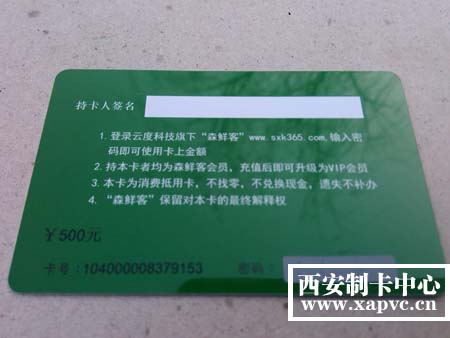 持卡人签名
1. 登录云度科技旗下“森鲜客”www.sxk365.com,输入密
码即可使用卡上金额
2. 持本卡者均为森鲜客会员，充值后即可升级为VIP会员
3. 本卡为消费抵用卡，不找零，不兑换现金，遗失不补办
4. “森鲜客”保留对本卡的最终解释权
￥500元
卡号：104000008379153 密码：
西安制卡中心
www.xapvc.cn